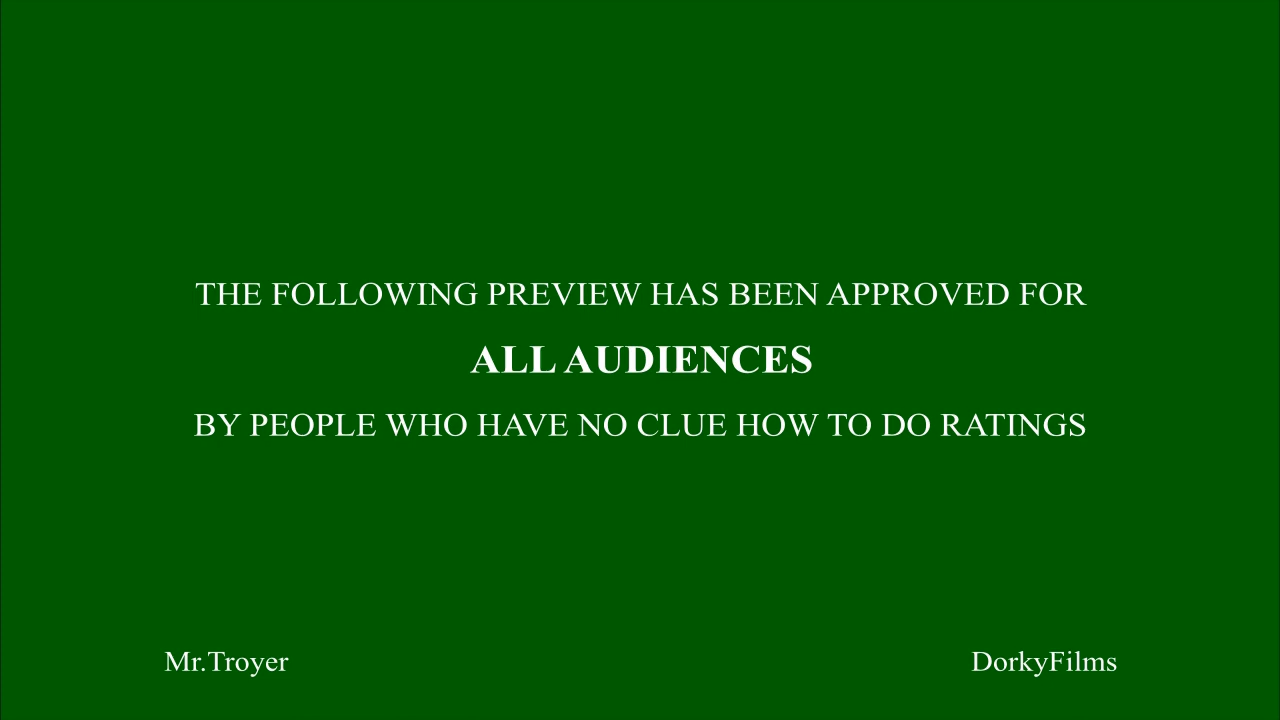 THE FOLLOWING PREVIEW HAS BEEN APPROVED FOR
ALL AUDIENCES
BY PEOPLE WHO HAVE NO CLUE HOW TO DO RATINGS
Mr.Troyer DorkyFilms